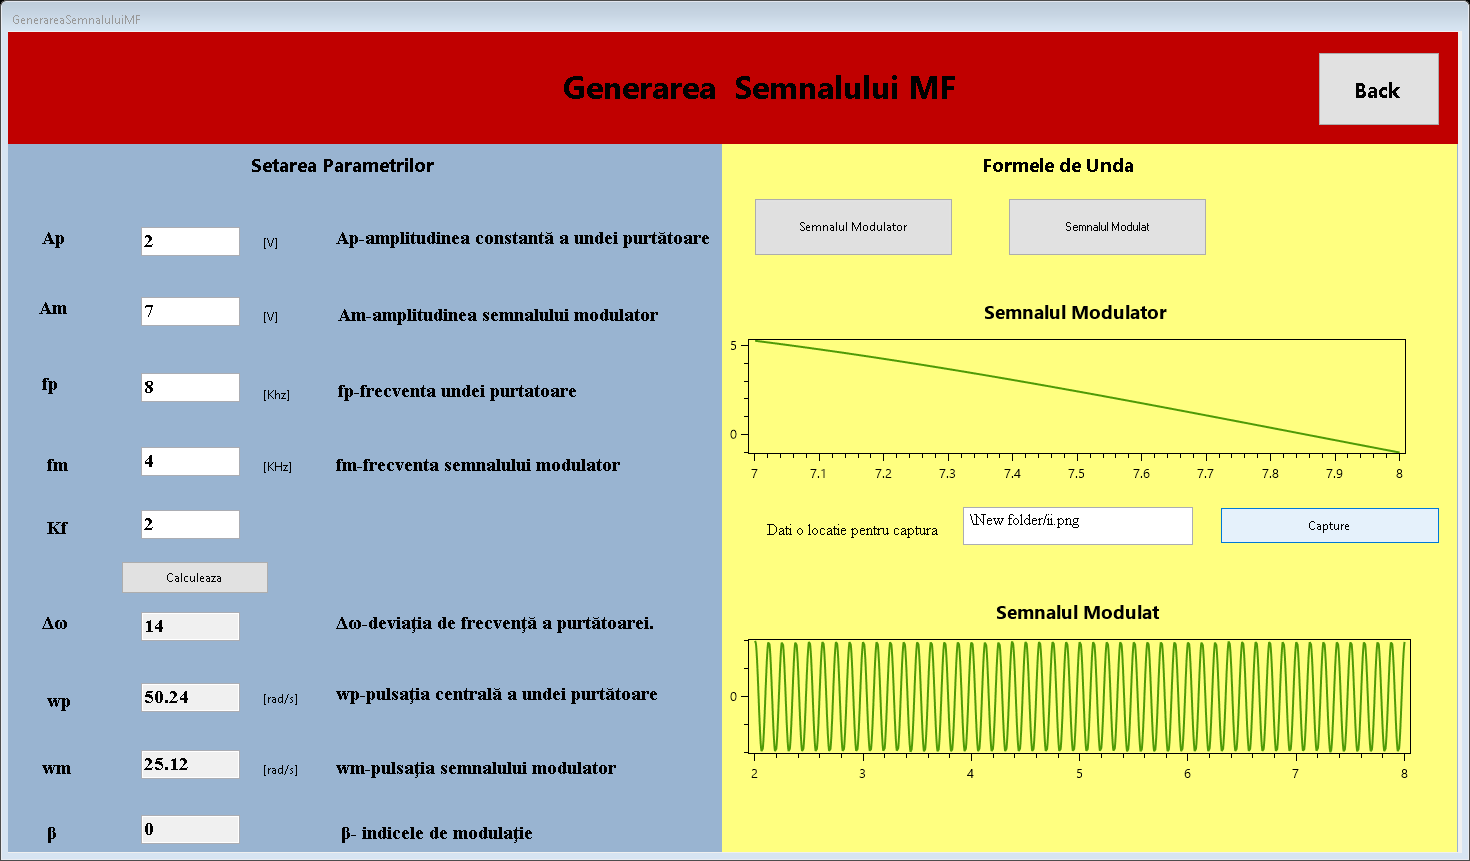 GenerareaSemnaluluiMF
Generarea  Semnalului MF
Back
Setarea Parametrilor
Ap 2 [V] Ap-amplitudinea constantă a undei purtătoare
Am 7 [V] Am-amplitudinea semnalului modulator
fp 8 [Khz] fp-frecventa undei purtatoare
fm 4 [KHz] fm-frecventa semnalului modulator
Kf 2
Calculeaza
Δω 14 Δω-deviația de frecvență a purtătoarei.
wp 50.24 [rad/s] wp-pulsația centrală a undei purtătoare
wm 25.12 [rad/s] wm-pulsația semnalului modulator
β 0 β- indicele de modulație
Formele de Unda
Semnalul Modulator Semnalul Modulat
Semnalul Modulator
5
0
7 7.1 7.2 7.3 7.4 7.5 7.6 7.7 7.8 7.9 8
Dati o locatie pentru captura \New folder/ii.png Capture
Semnalul Modulat
0
2 3 4 5 6 7 8